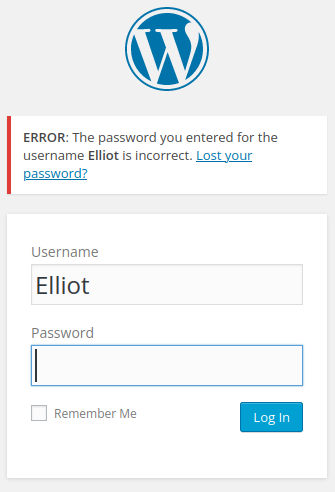 ERROR: The password you entered for the
username Elliot is incorrect. Lost your
password?
Username
Elliot
Password
Remember Me
Log In